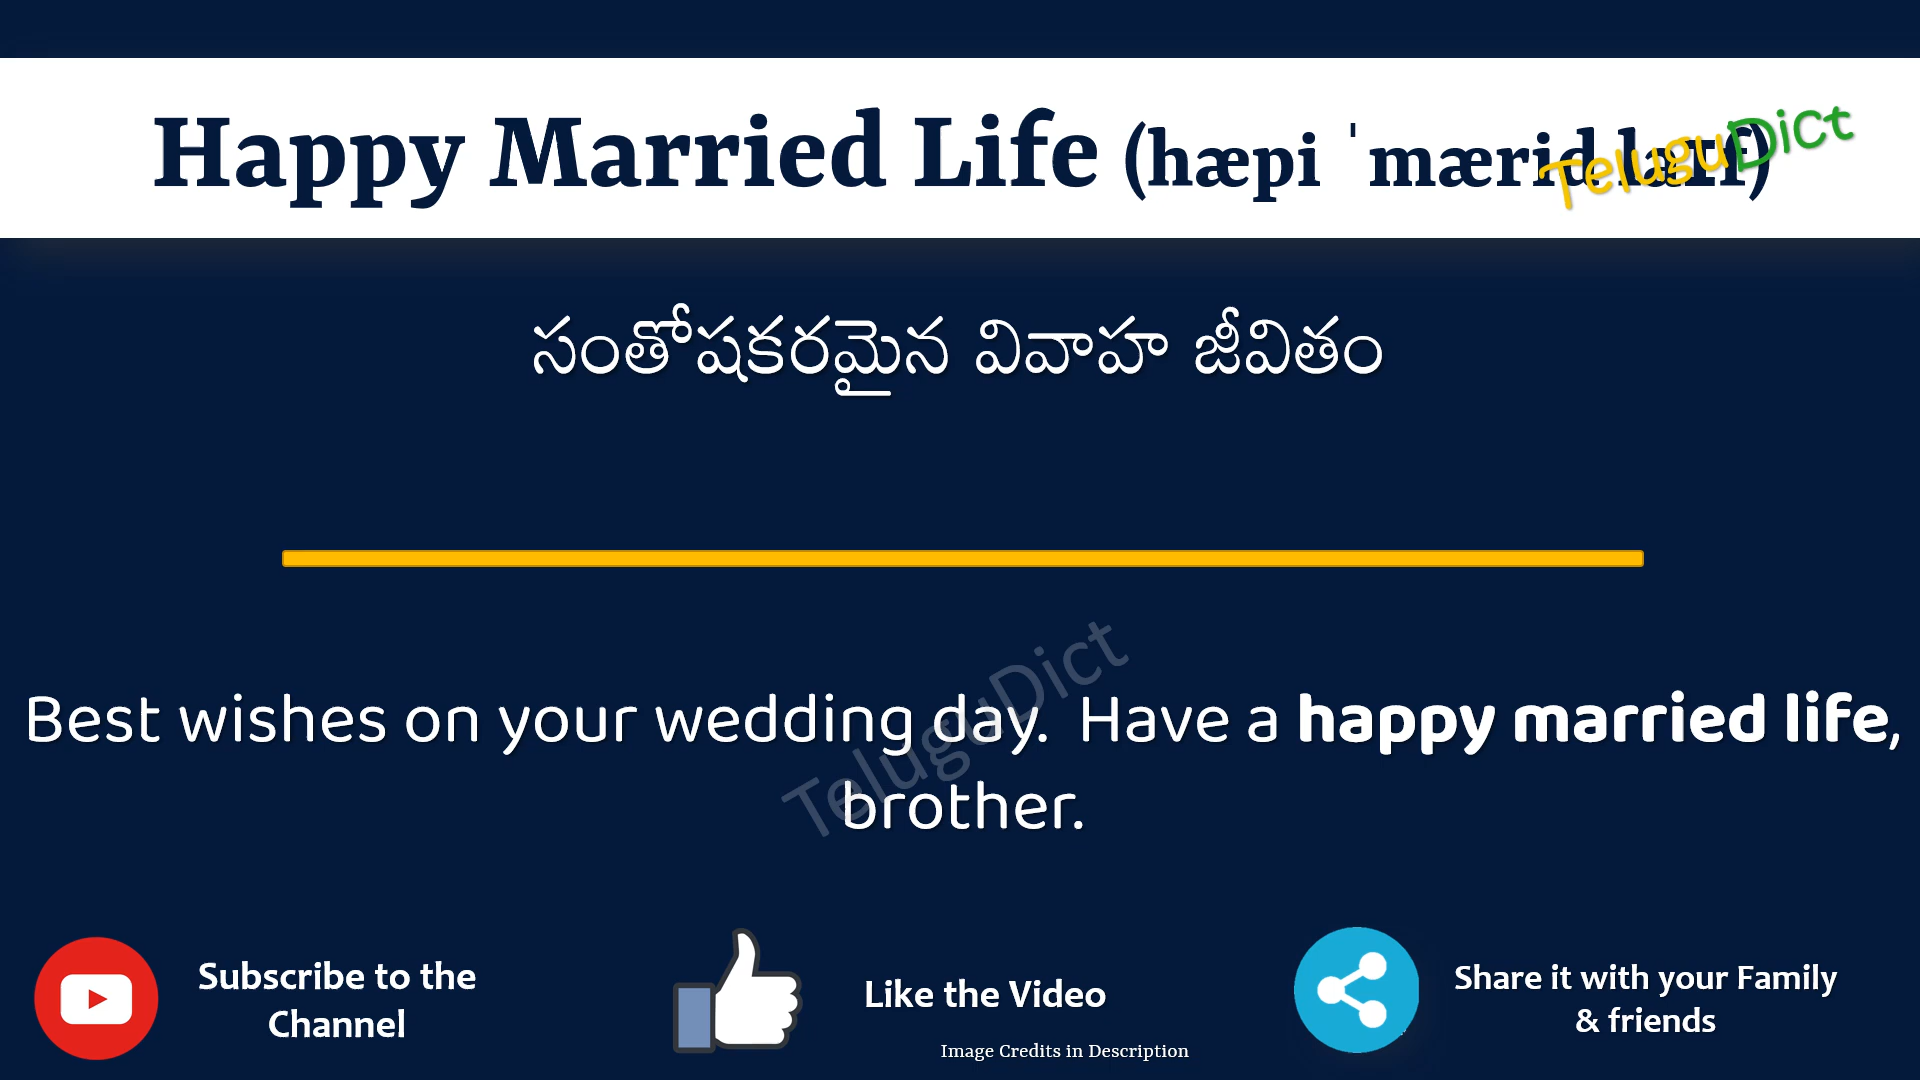 Happy Married Life (hæpi ˈmærid laɪf)
TeluguDict
సంతోషకరమైన వివాహ జీవితం
TeluguDict
Best wishes on your wedding day.  Have a happy married life,
brother.
Subscribe to the
Channel
Like the Video
Share it with your Family
& friends
Image Credits in Description